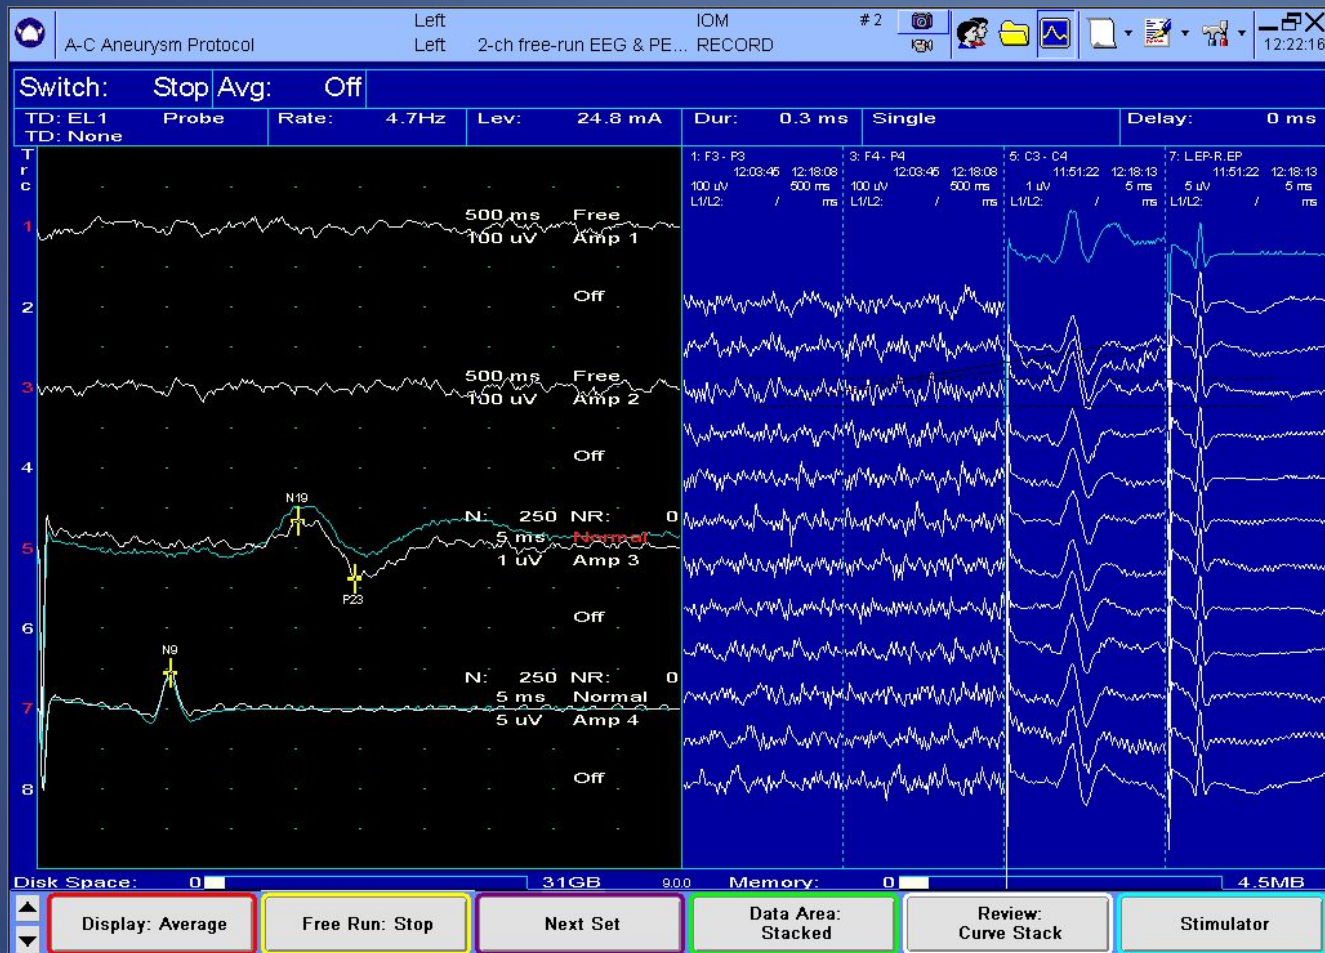 Left IOM #2
A-C Aneurysm Protocol Left 2-ch free-run EEG & PE... RECORD
12:22:16
Switch: Stop Avg: Off
TD: EL1 Probe Rate: 4.7Hz Lev: 24.8 mA Dur: 0.3 ms Single Delay: 0 ms
TD: None
Trc
1
500 ms Free
100 uV Amp 1
2
Off
3
500 ms Free
100 uV Amp 2
4
Off
N19
N: 250 NR: 0
5
5 ms Normal
1 uV Amp 3
P23
6
Off
N9
N: 250 NR: 0
7
5 ms Normal
5 uV Amp 4
8
Off
1: F3 - P3
12:03:45 12:18:08
100 uV 500 ms
L1/L2: / ms
3: F4 - P4
12:03:45 12:18:08
100 uV 500 ms
L1/L2: / ms
5: C3 - C4
11:51:22 12:18:13
1 uV 5 ms
L1/L2: / ms
7: L.EP-R.EP
11:51:22 12:18:13
5 uV 5 ms
L1/L2: / ms
Disk Space: 0 31GB 9.0.0 Memory: 0 4.5MB
Display: Average
Free Run: Stop
Next Set
Data Area:
Stacked
Review:
Curve Stack
Stimulator